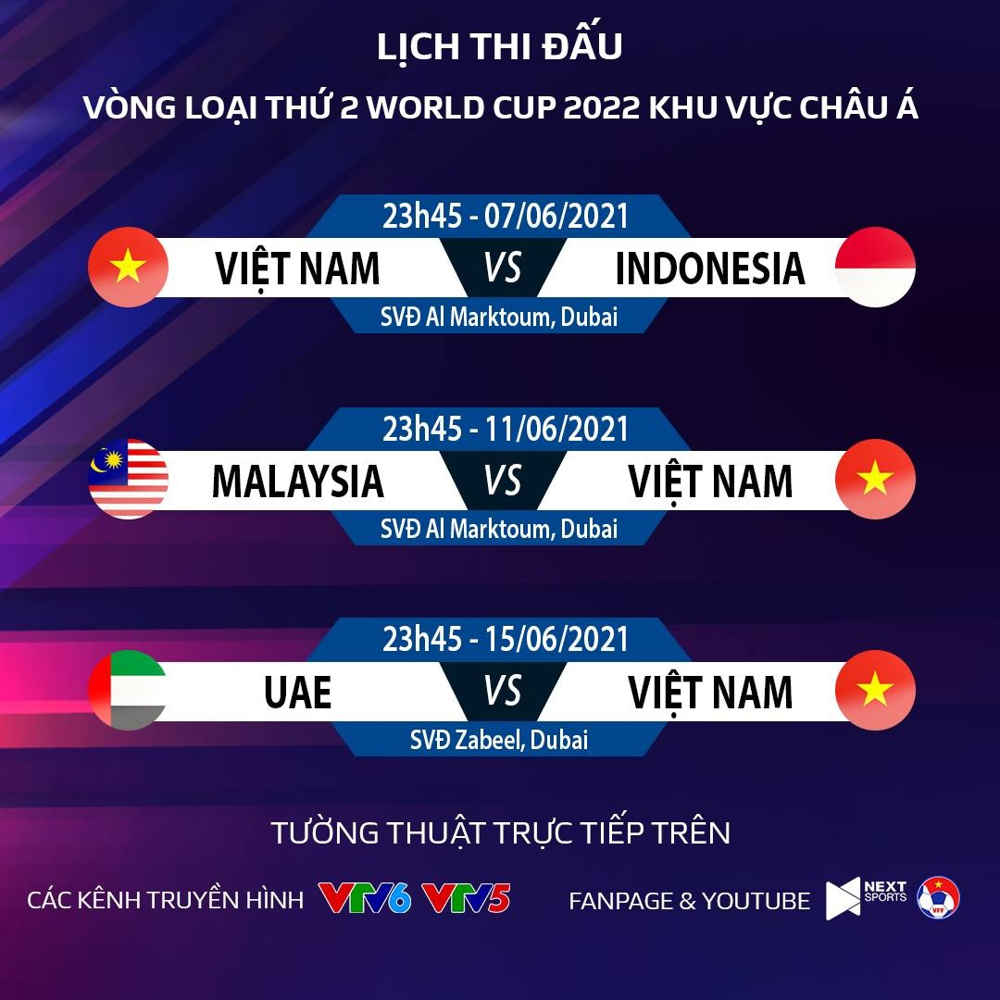 LỊCH THI ĐẤU
VÒNG LOẠI THỨ 2 WORLD CUP 2022 KHU VỰC CHÂU Á
23h45 - 07/06/2021
VIỆT NAM VS INDONESIA
SVĐ Al Marktoum, Dubai
23h45 - 11/06/2021
MALAYSIA VS VIỆT NAM
SVĐ Al Marktoum, Dubai
23h45 - 15/06/2021
UAE VS VIỆT NAM
SVĐ Zabeel, Dubai
TƯỜNG THUẬT TRỰC TIẾP TRÊN
CÁC KÊNH TRUYỀN HÌNH VTV6 VTV5 FANPAGE & YOUTUBE NEXT SPORTS VFF